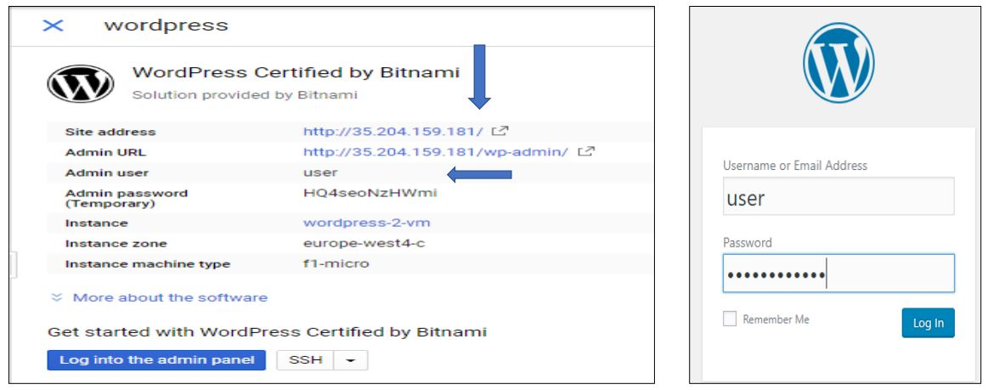 wordpress
WordPress Certified by Bitnami
Solution provided by Bitnami
Site address http://35.204.159.181/
Admin URL http://35.204.159.181/wp-admin/
Admin user user
Admin password HQ4seoNzHWmi
(Temporary)
Instance wordpress-2-vm
Instance zone europe-west4-c
Instance machine type f1-micro
More about the software
Get started with WordPress Certified by Bitnami
Log into the admin panel SSH
Username or Email Address
user
Password
••••••••••••
Remember Me Log In